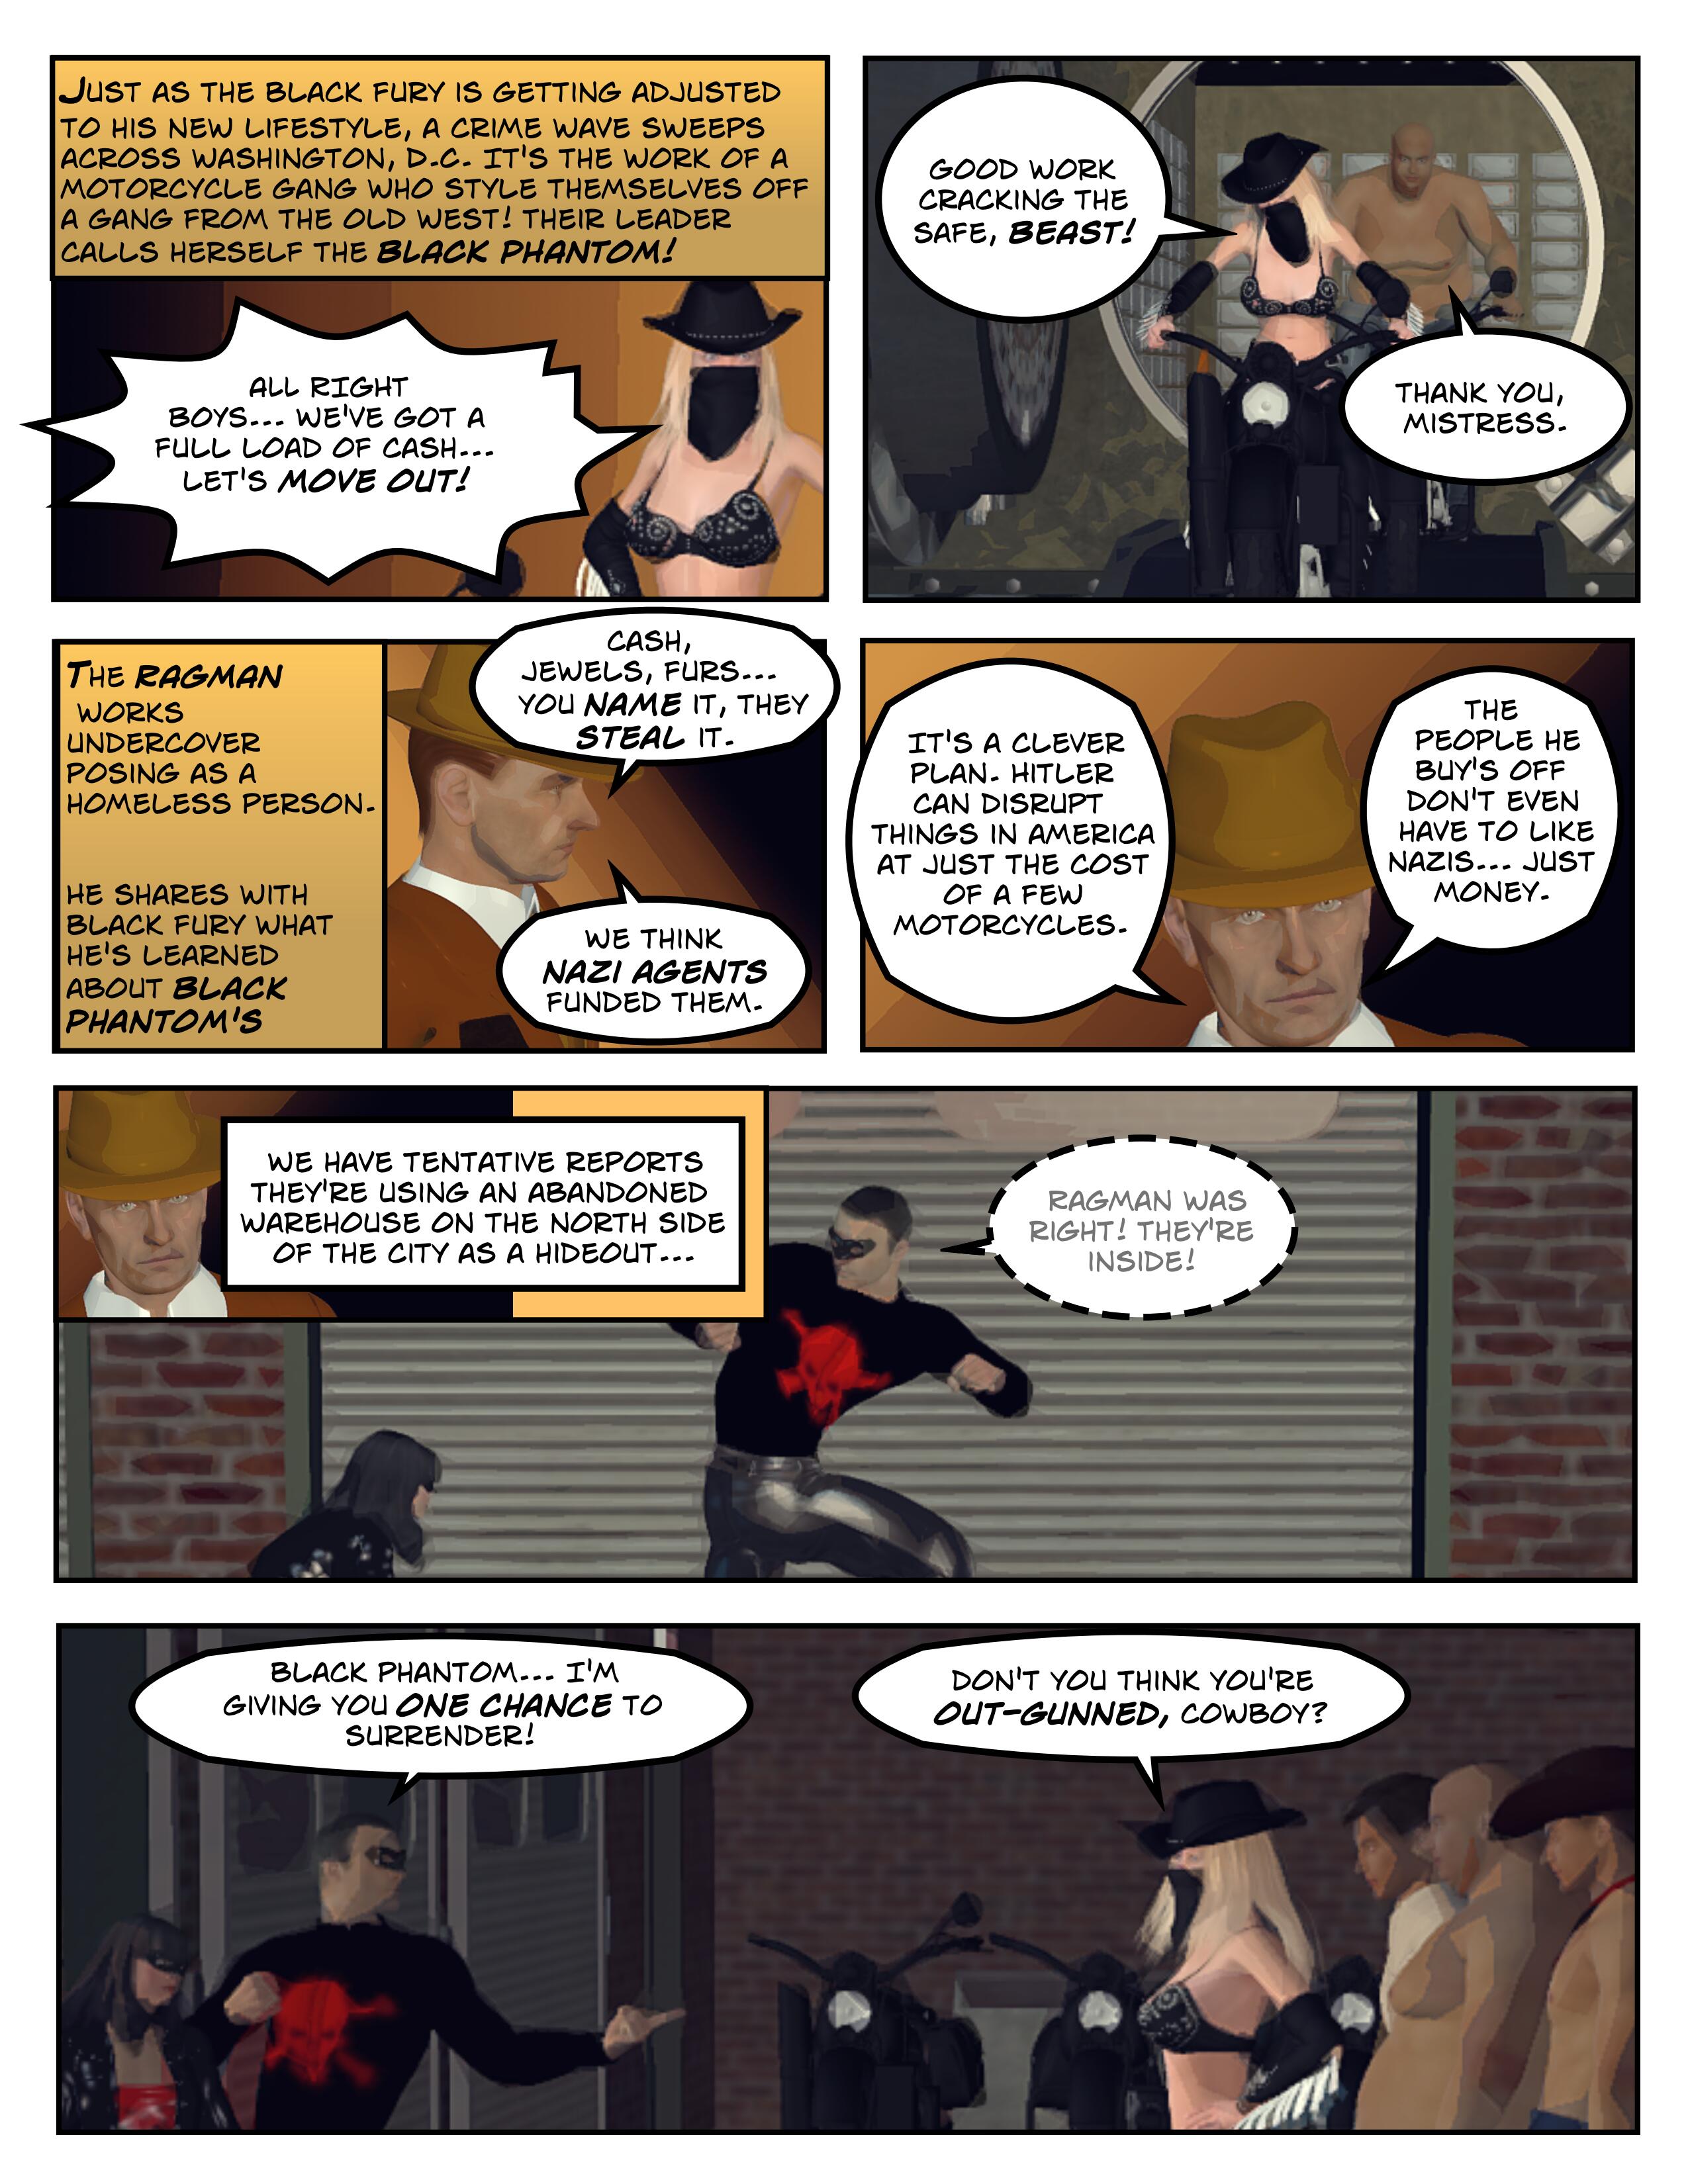 JUST AS THE BLACK FURY IS GETTING ADJUSTED
TO HIS NEW LIFESTYLE, A CRIME WAVE SWEEPS
ACROSS WASHINGTON, D.C. IT'S THE WORK OF A
MOTORCYCLE GANG WHO STYLE THEMSELVES OFF
A GANG FROM THE OLD WEST! THEIR LEADER
CALLS HERSELF THE BLACK PHANTOM!
ALL RIGHT
BOYS... WE'VE GOT A
FULL LOAD OF CASH...
LET'S MOVE OUT!
GOOD WORK
CRACKING THE
SAFE, BEAST!
THANK YOU,
MISTRESS.
THE RAGMAN
WORKS
UNDERCOVER
POSING AS A
HOMELESS PERSON.
HE SHARES WITH
BLACK FURY WHAT
HE'S LEARNED
ABOUT BLACK
PHANTOM'S
CASH,
JEWELS, FURS...
YOU NAME IT, THEY
STEAL IT.
WE THINK
NAZI AGENTS
FUNDED THEM.
IT'S A CLEVER
PLAN. HITLER
CAN DISRUPT
THINGS IN AMERICA
AT JUST THE COST
OF A FEW
MOTORCYCLES.
THE
PEOPLE HE
BUY'S OFF
DON'T EVEN
HAVE TO LIKE
NAZIS... JUST
MONEY.
WE HAVE TENTATIVE REPORTS
THEY'RE USING AN ABANDONED
WAREHOUSE ON THE NORTH SIDE
OF THE CITY AS A HIDEOUT...
RAGMAN WAS
RIGHT! THEY'RE
INSIDE!
BLACK PHANTOM... I'M
GIVING YOU ONE CHANCE TO
SURRENDER!
DON'T YOU THINK YOU'RE
OUT-GUNNED, COWBOY?